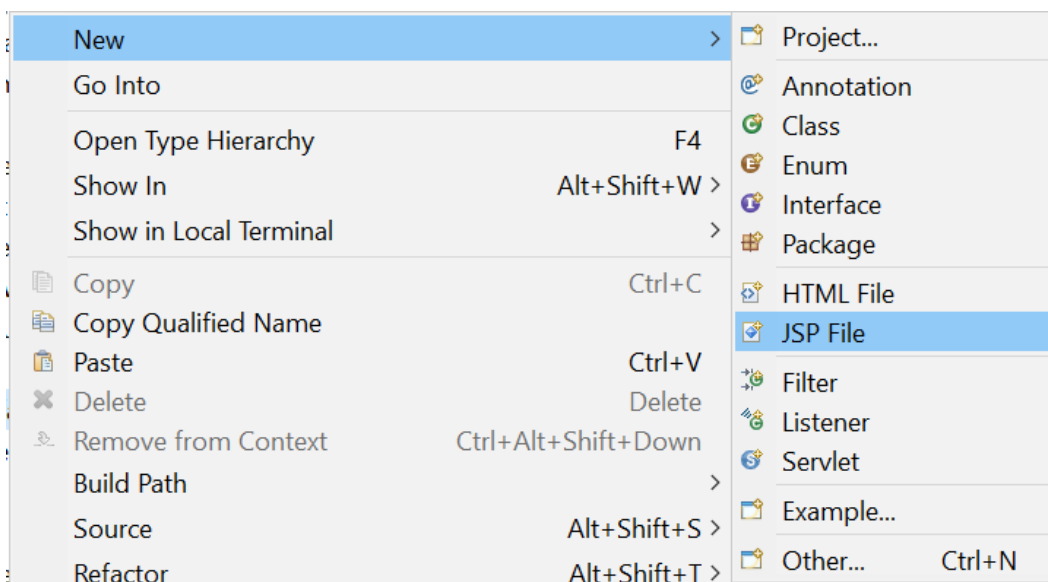 New >
Go Into
Open Type Hierarchy F4
Show In Alt+Shift+W >
Show in Local Terminal >
Copy Ctrl+C
Copy Qualified Name
Paste Ctrl+V
Delete Delete
Remove from Context Ctrl+Alt+Shift+Down
Build Path >
Source Alt+Shift+S >
Refactor Alt+Shift+T >
Project...
Annotation
Class
Enum
Interface
Package
HTML File
JSP File
Filter
Listener
Servlet
Example...
Other... Ctrl+N